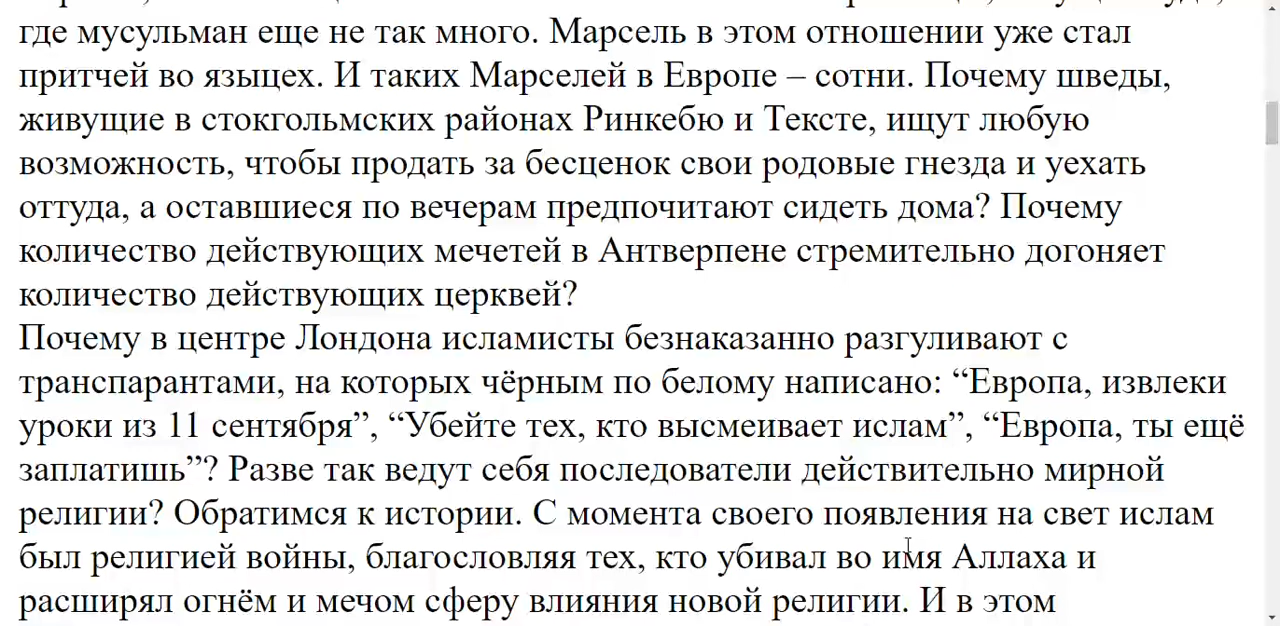 где мусульман еще не так много. Марсель в этом отношении уже стал
притчей во языцех. И таких Марселей в Европе – сотни. Почему шведы,
живущие в стокгольмских районах Ринкебю и Тексте, ищут любую
возможность, чтобы продать за бесценок свои родовые гнезда и уехать
оттуда, а оставшиеся по вечерам предпочитают сидеть дома? Почему
количество действующих мечетей в Антверпене стремительно догоняет
количество действующих церквей?
Почему в центре Лондона исламисты безнаказанно разгуливают с
транспарантами, на которых чёрным по белому написано: “Европа, извлеки
уроки из 11 сентября”, “Убейте тех, кто высмеивает ислам”, “Европа, ты ещё
заплатишь”? Разве так ведут себя последователи действительно мирной
религии? Обратимся к истории. С момента своего появления на свет ислам
был религией войны, благословляя тех, кто убивал во имя Аллаха и
расширял огнём и мечом сферу влияния новой религии. И в этом